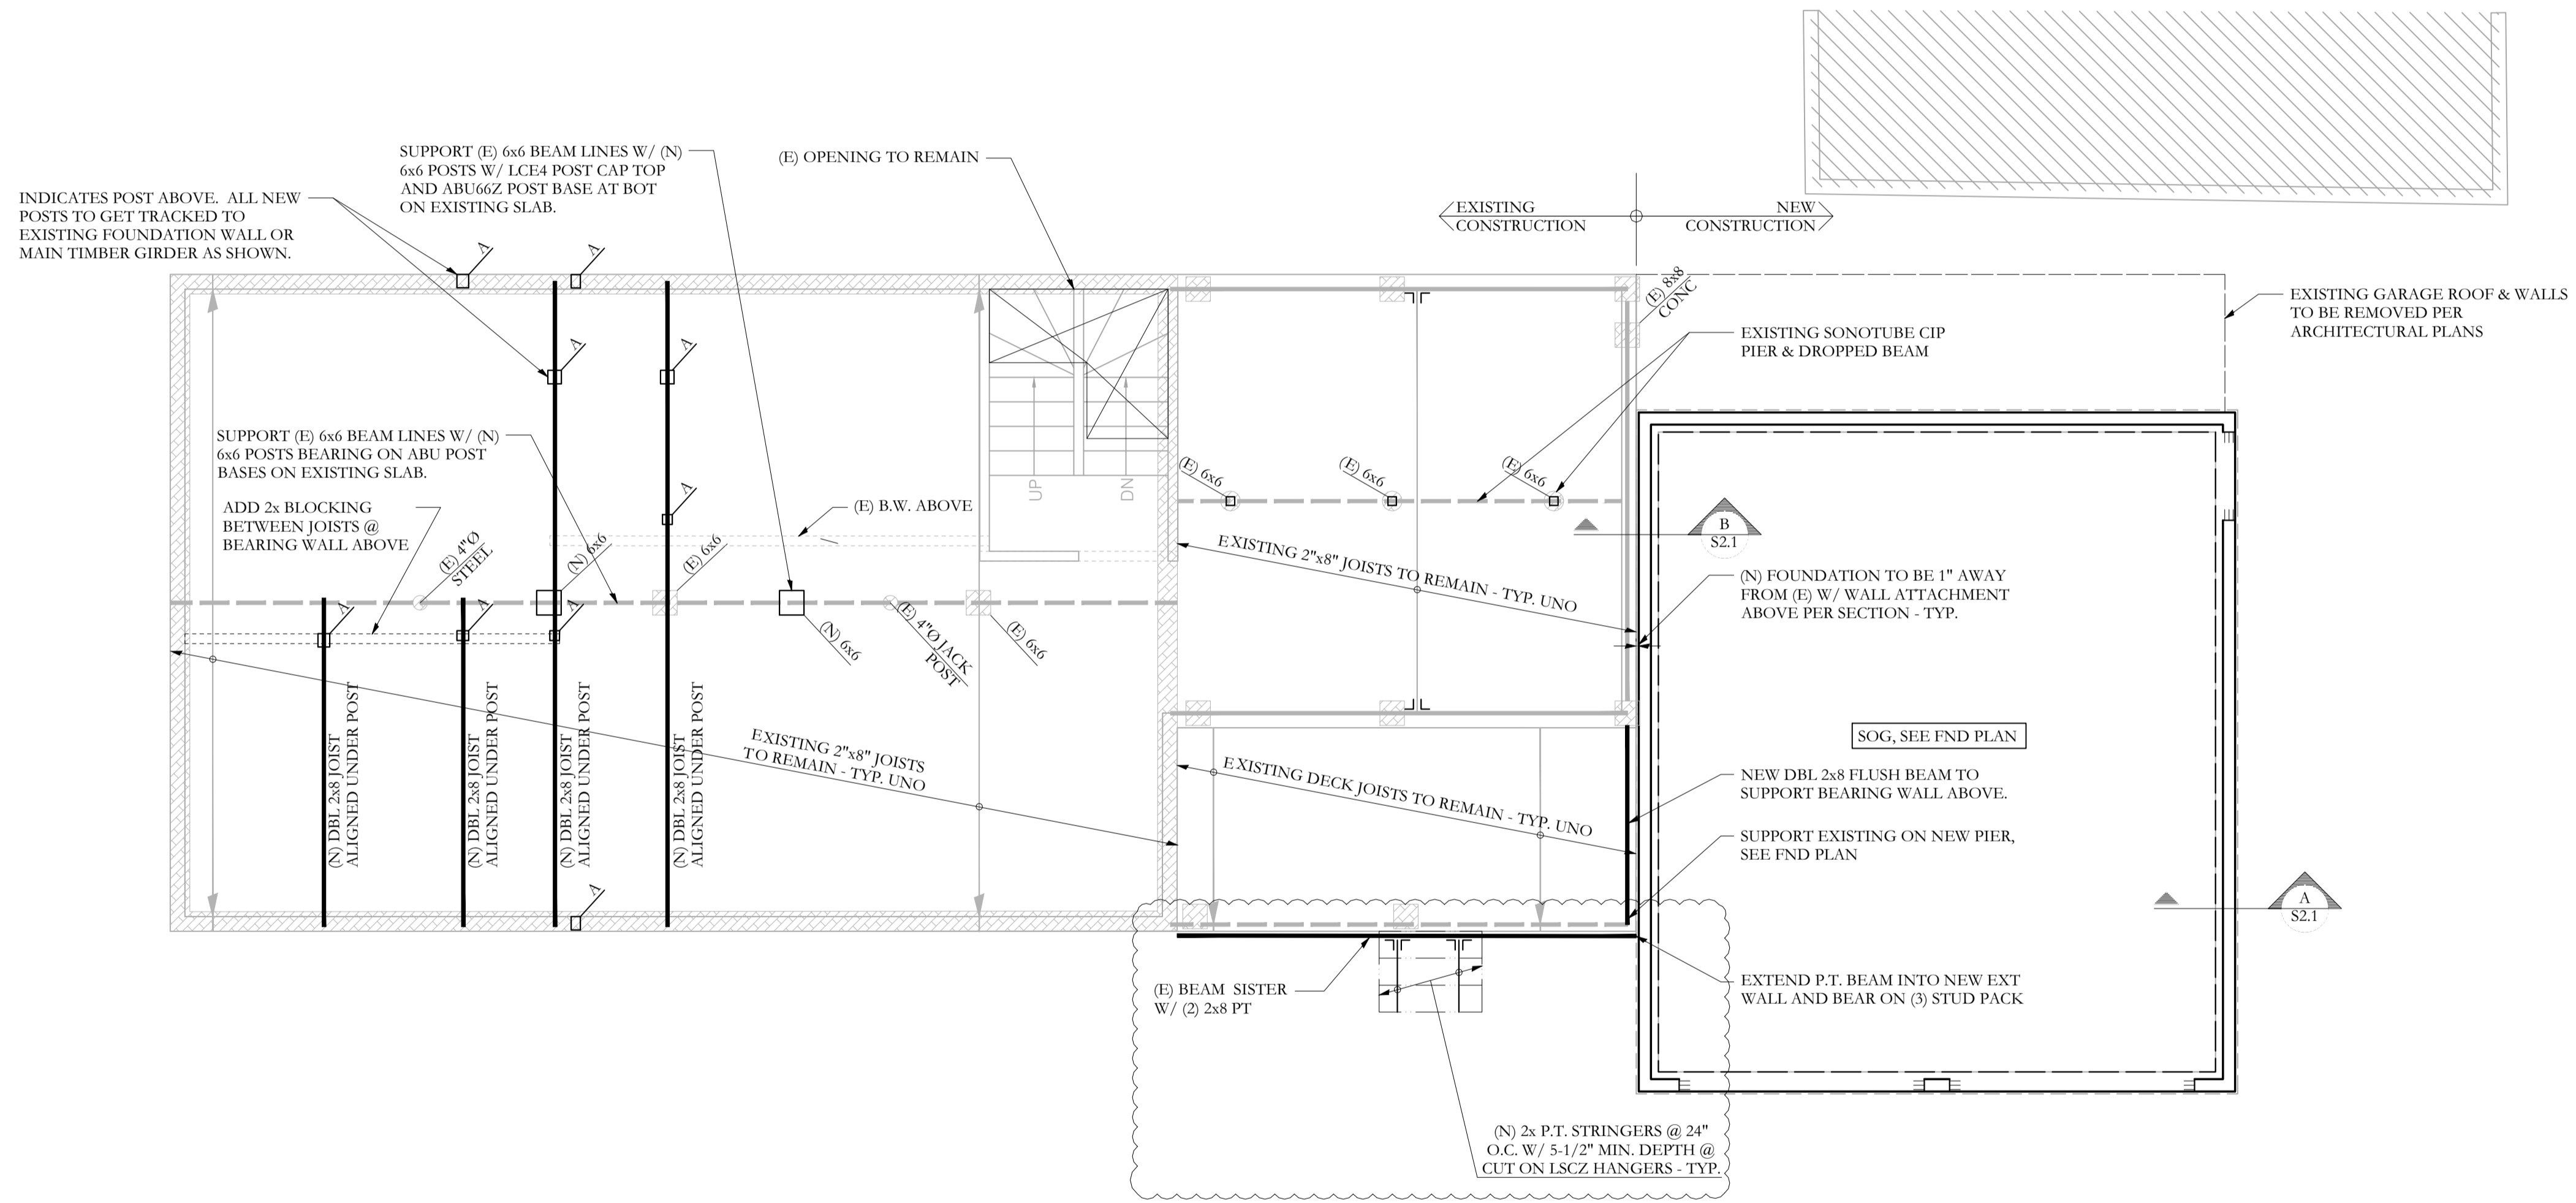 INDICATES POST ABOVE. ALL NEW
POSTS TO GET TRACKED TO
EXISTING FOUNDATION WALL OR
MAIN TIMBER GIRDER AS SHOWN.
SUPPORT (E) 6x6 BEAM LINES W/ (N)
6x6 POSTS W/ LCE4 POST CAP TOP
AND ABU66Z POST BASE AT BOT
ON EXISTING SLAB.
(E) OPENING TO REMAIN
EXISTING
CONSTRUCTION
NEW
CONSTRUCTION
A
A
A
A
A
A
A
A
A
(E) 8x8
CONC
EXISTING GARAGE ROOF & WALLS
TO BE REMOVED PER
ARCHITECTURAL PLANS
EXISTING SONOTUBE CIP
PIER & DROPPED BEAM
SUPPORT (E) 6x6 BEAM LINES W/ (N)
6x6 POSTS BEARING ON ABU POST
BASES ON EXISTING SLAB.
ADD 2x BLOCKING
BETWEEN JOISTS @
BEARING WALL ABOVE
(E) 4"Ø
STEEL
(N) 6x6
(E) 6x6
(E) B.W. ABOVE
UP
DN
(E) 6x6
(E) 6x6
(E) 6x6
(N) 6x6
(E) 4"Ø JACK
POST
(E) 6x6
EXISTING 2"x8" JOISTS TO REMAIN - TYP. UNO
B
S2.1
(N) FOUNDATION TO BE 1" AWAY
FROM (E) W/ WALL ATTACHMENT
ABOVE PER SECTION - TYP.
(N) DBL 2x8 JOIST
ALIGNED UNDER POST
(N) DBL 2x8 JOIST
ALIGNED UNDER POST
(N) DBL 2x8 JOIST
ALIGNED UNDER POST
(N) DBL 2x8 JOIST
ALIGNED UNDER POST
EXISTING 2"x8" JOISTS
TO REMAIN - TYP. UNO
EXISTING DECK JOISTS TO REMAIN - TYP. UNO
SOG, SEE FND PLAN
NEW DBL 2x8 FLUSH BEAM TO
SUPPORT BEARING WALL ABOVE.
SUPPORT EXISTING ON NEW PIER,
SEE FND PLAN
A
S2.1
(E) BEAM SISTER
W/ (2) 2x8 PT
EXTEND P.T. BEAM INTO NEW EXT
WALL AND BEAR ON (3) STUD PACK
(N) 2x P.T. STRINGERS @ 24"
O.C. W/ 5-1/2" MIN. DEPTH @
CUT ON LSCZ HANGERS - TYP.